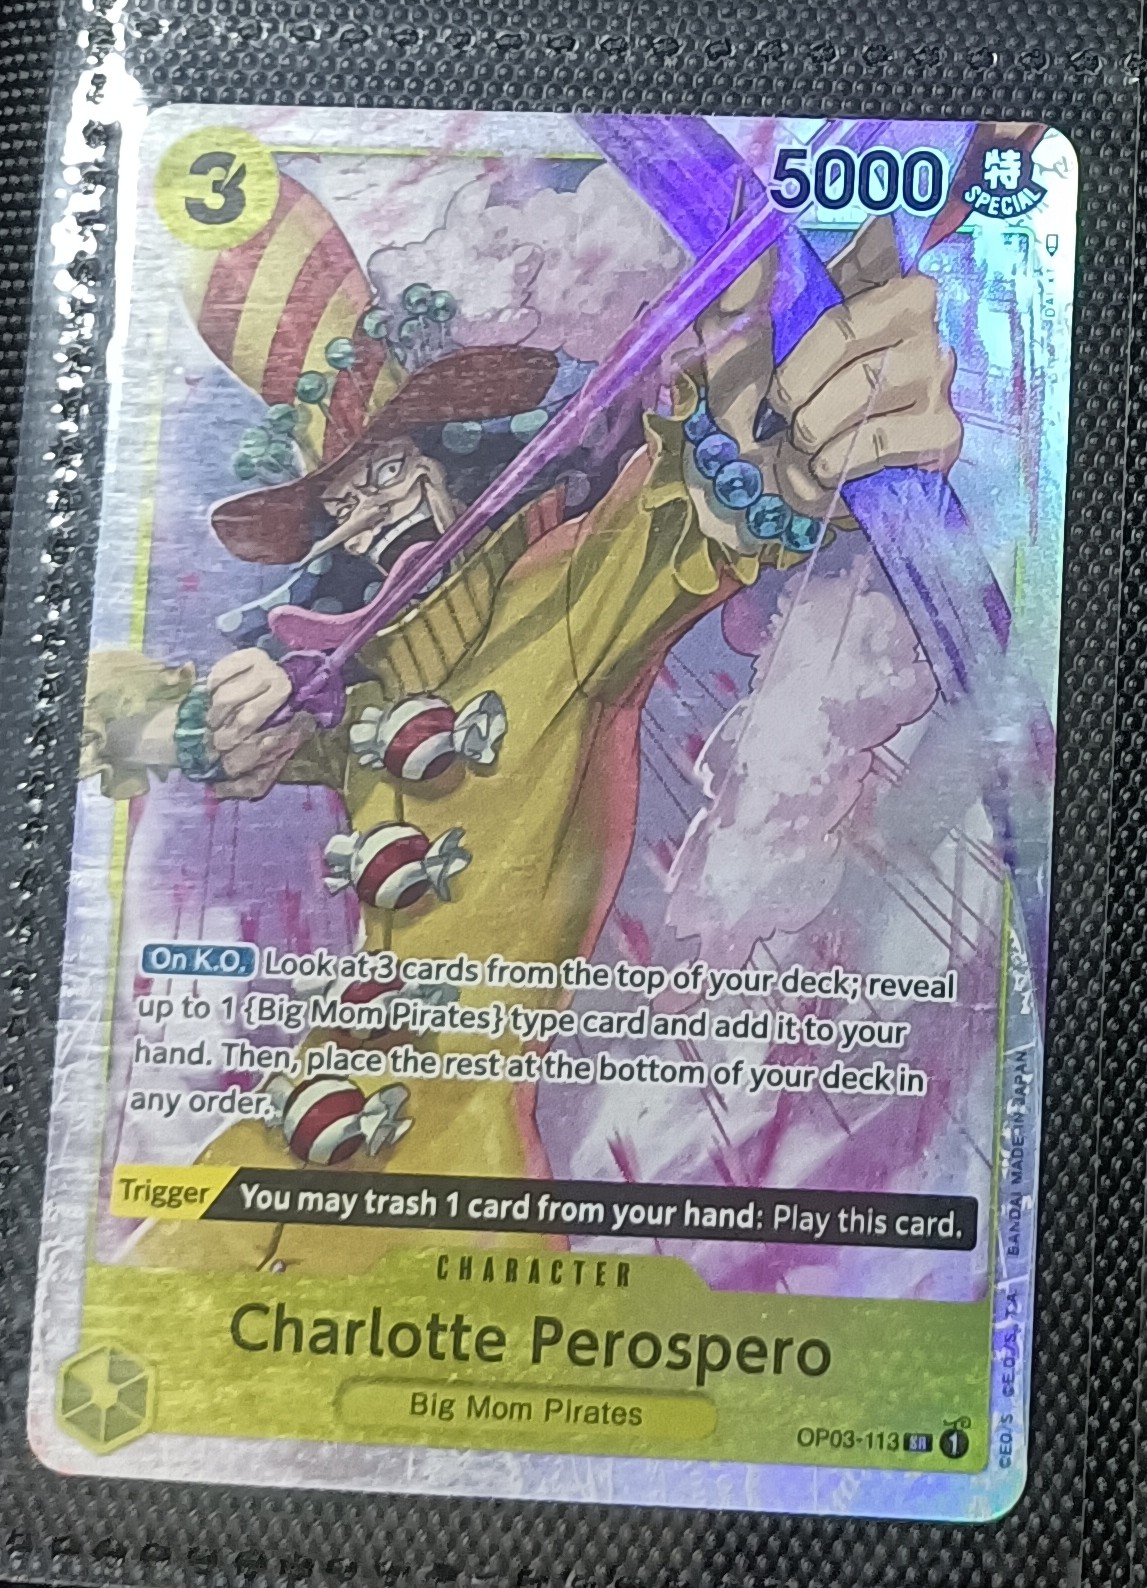 3
5000
特
SPECIAL
On K.O. Look at 3 cards from the top of your deck; reveal
up to 1 {Big Mom Pirates} type card and add it to your
hand. Then, place the rest at the bottom of your deck in
any order.
Trigger You may trash 1 card from your hand: Play this card.
CHARACTER
Charlotte Perospero
Big Mom Pirates
OP03-113 SR 1
©EO/S ©E.O./S., T.A. BANDAI MADE IN JAPAN